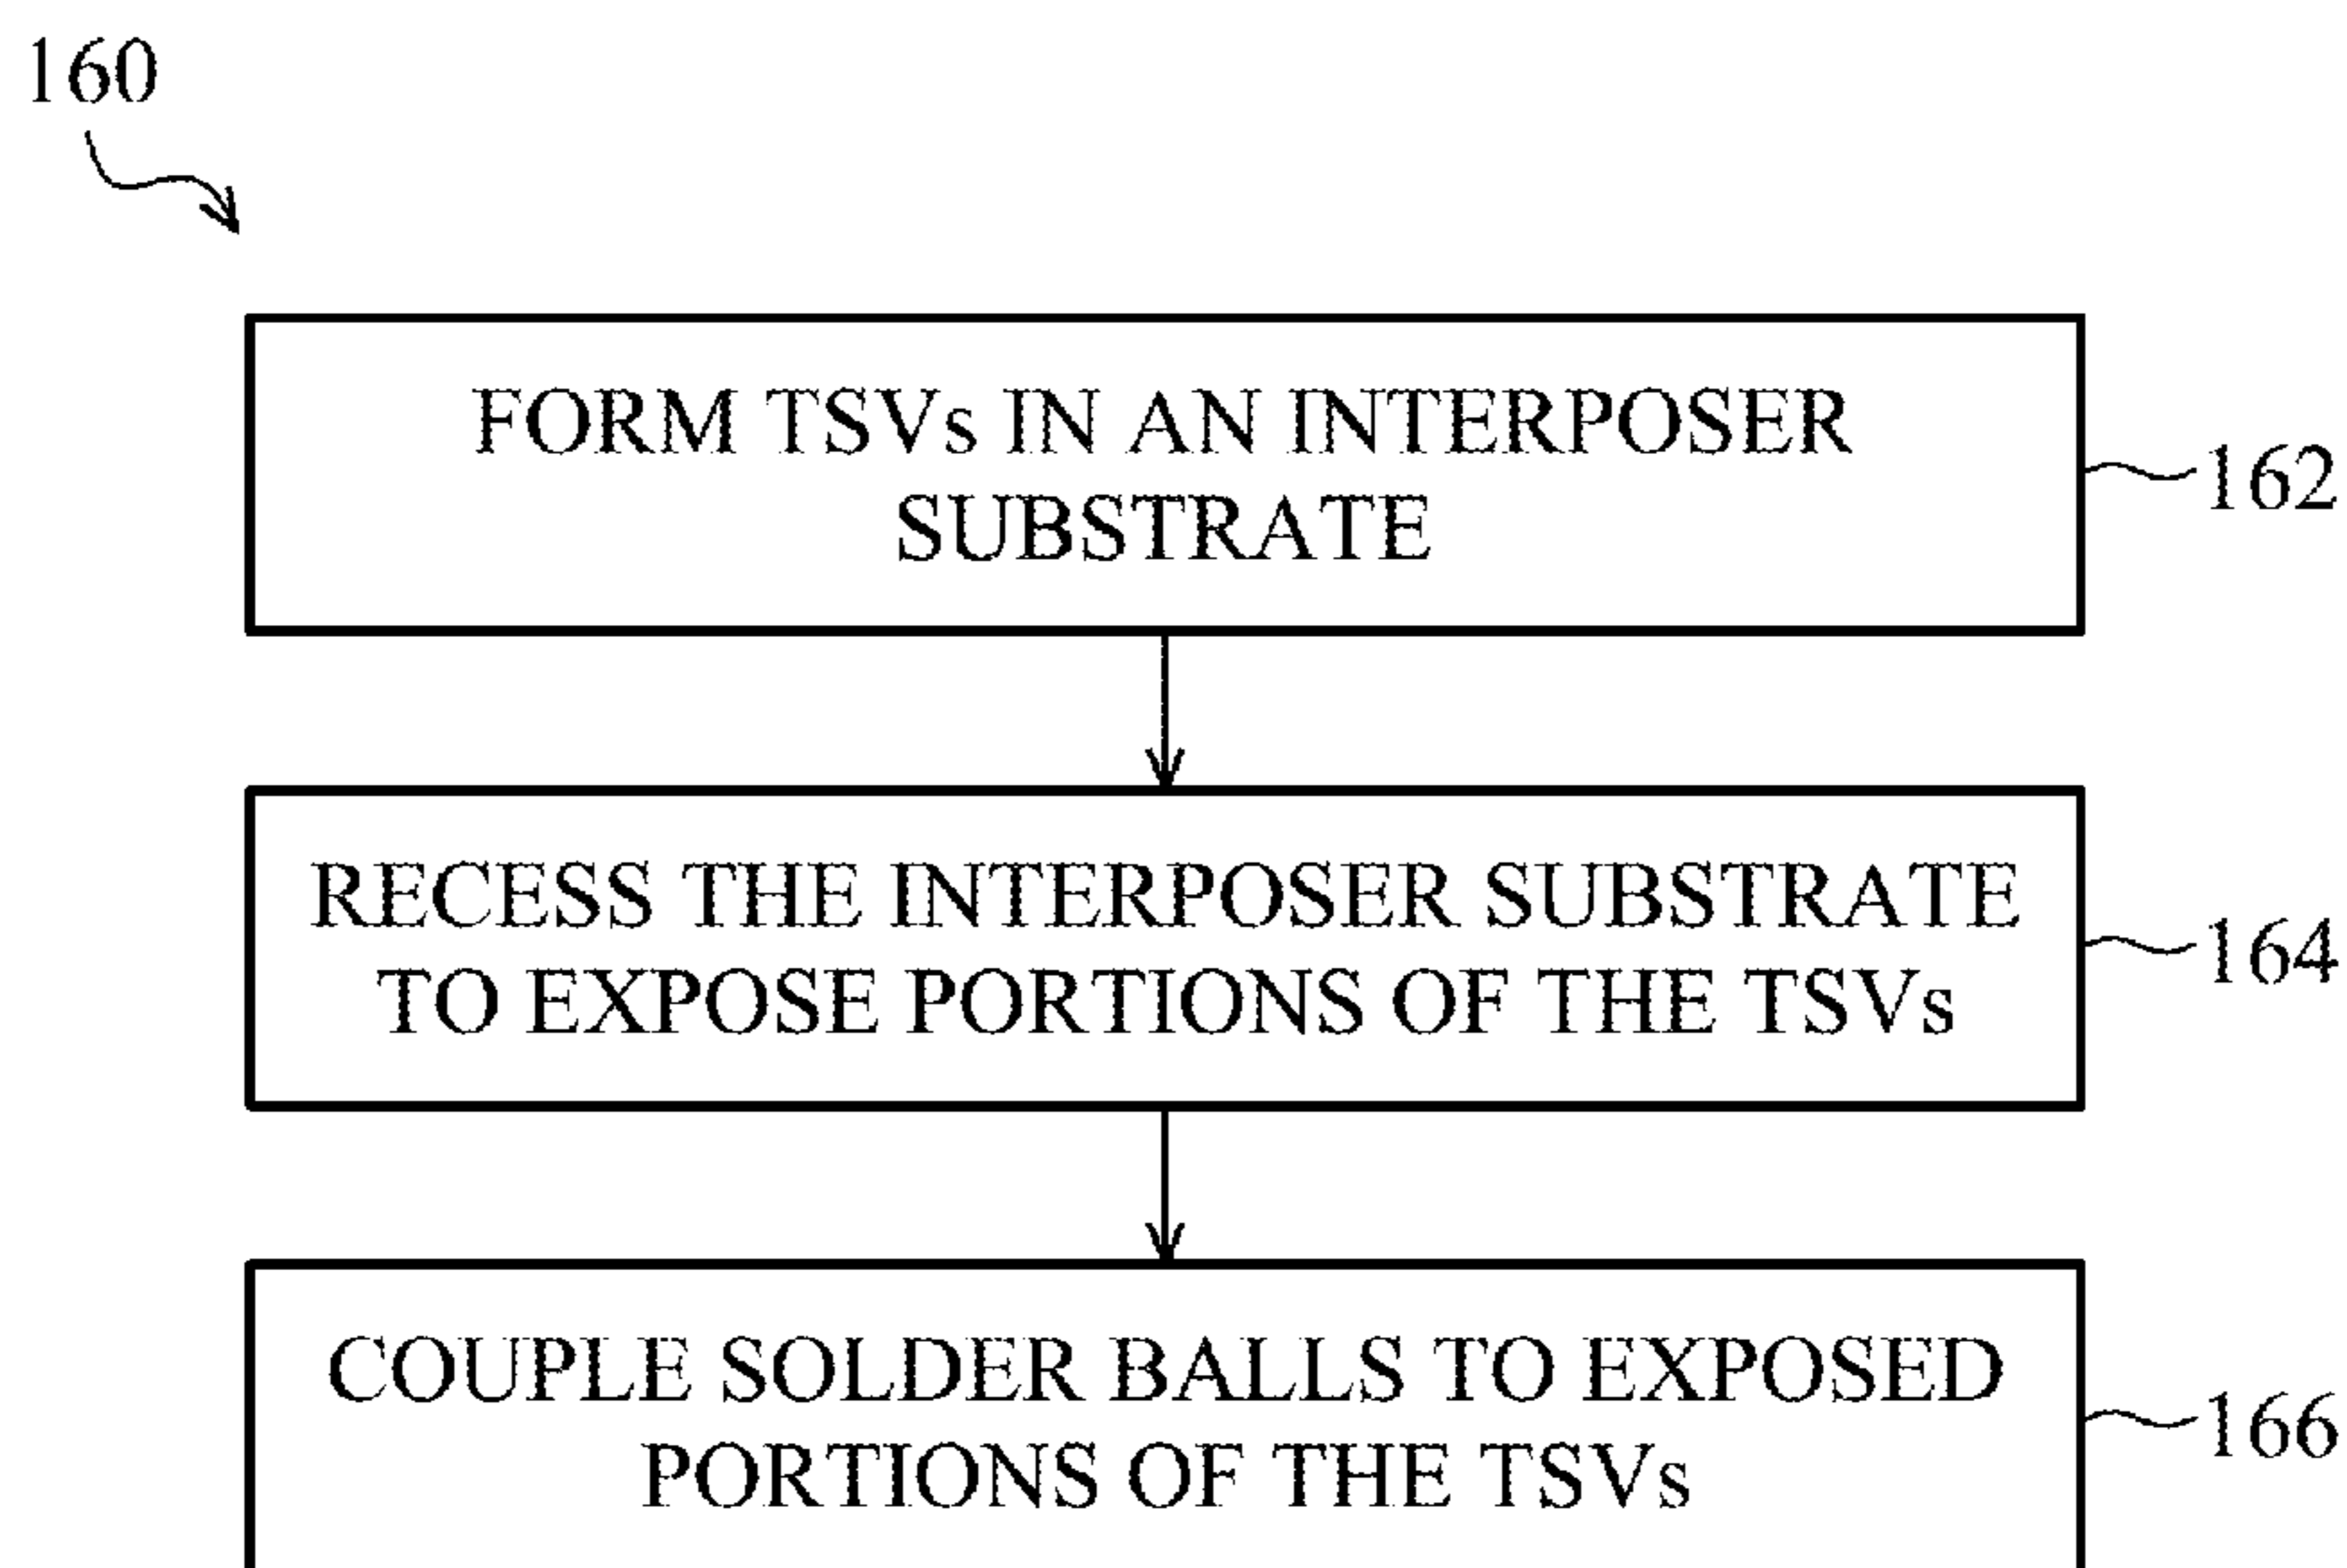 160
FORM TSVs IN AN INTERPOSER
SUBSTRATE
162
RECESS THE INTERPOSER SUBSTRATE
TO EXPOSE PORTIONS OF THE TSVs
164
COUPLE SOLDER BALLS TO EXPOSED
PORTIONS OF THE TSVs
166